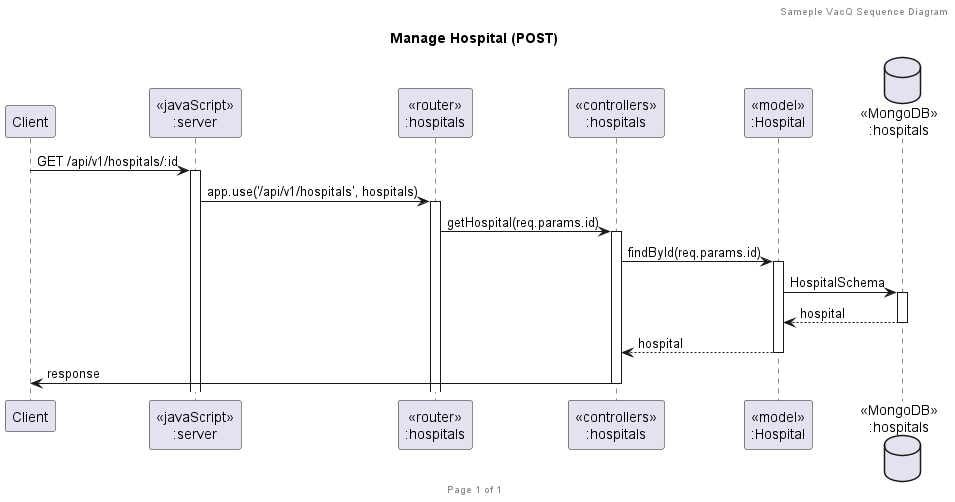 Sameple VacQ Sequence Diagram
Manage Hospital (POST)
Client
«javaScript»
:server
«router»
:hospitals
«controllers»
:hospitals
«model»
:Hospital
«MongoDB»
:hospitals
GET /api/v1/hospitals/:id
app.use('/api/v1/hospitals', hospitals)
getHospital(req.params.id)
findById(req.params.id)
HospitalSchema
hospital
hospital
response
Client
«javaScript»
:server
«router»
:hospitals
«controllers»
:hospitals
«model»
:Hospital
«MongoDB»
:hospitals
Page 1 of 1